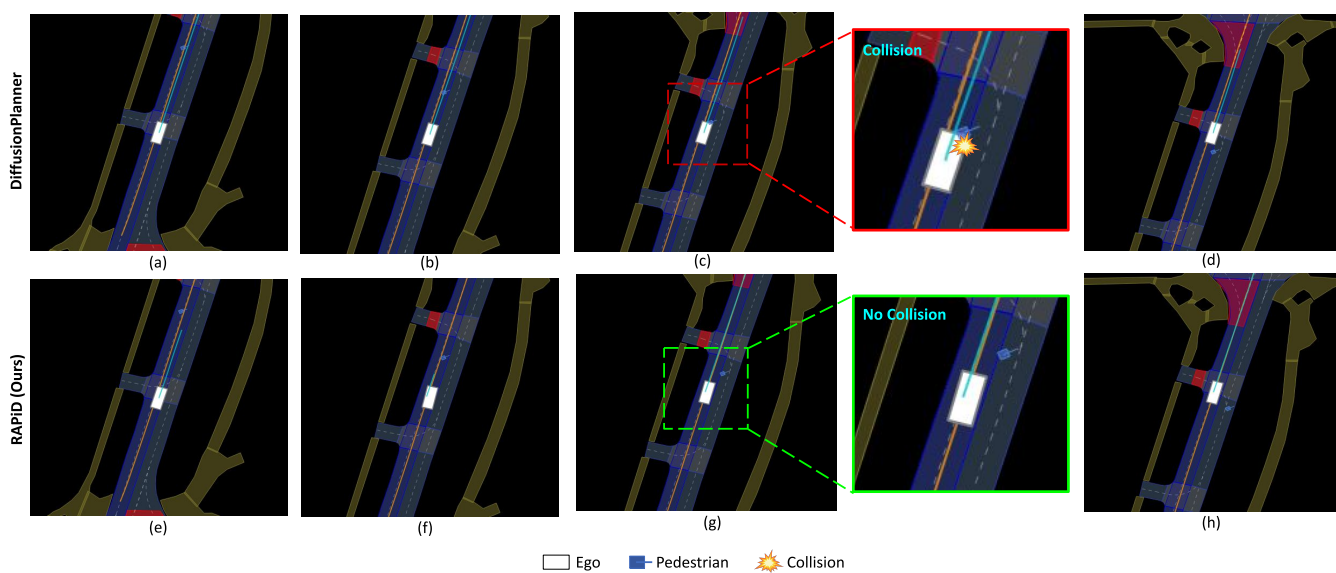 DiffusionPlanner
Collision
(a)
(b)
(c)
(d)
RAPiD (Ours)
No Collision
(e)
(f)
(g)
(h)
Ego
Pedestrian
Collision